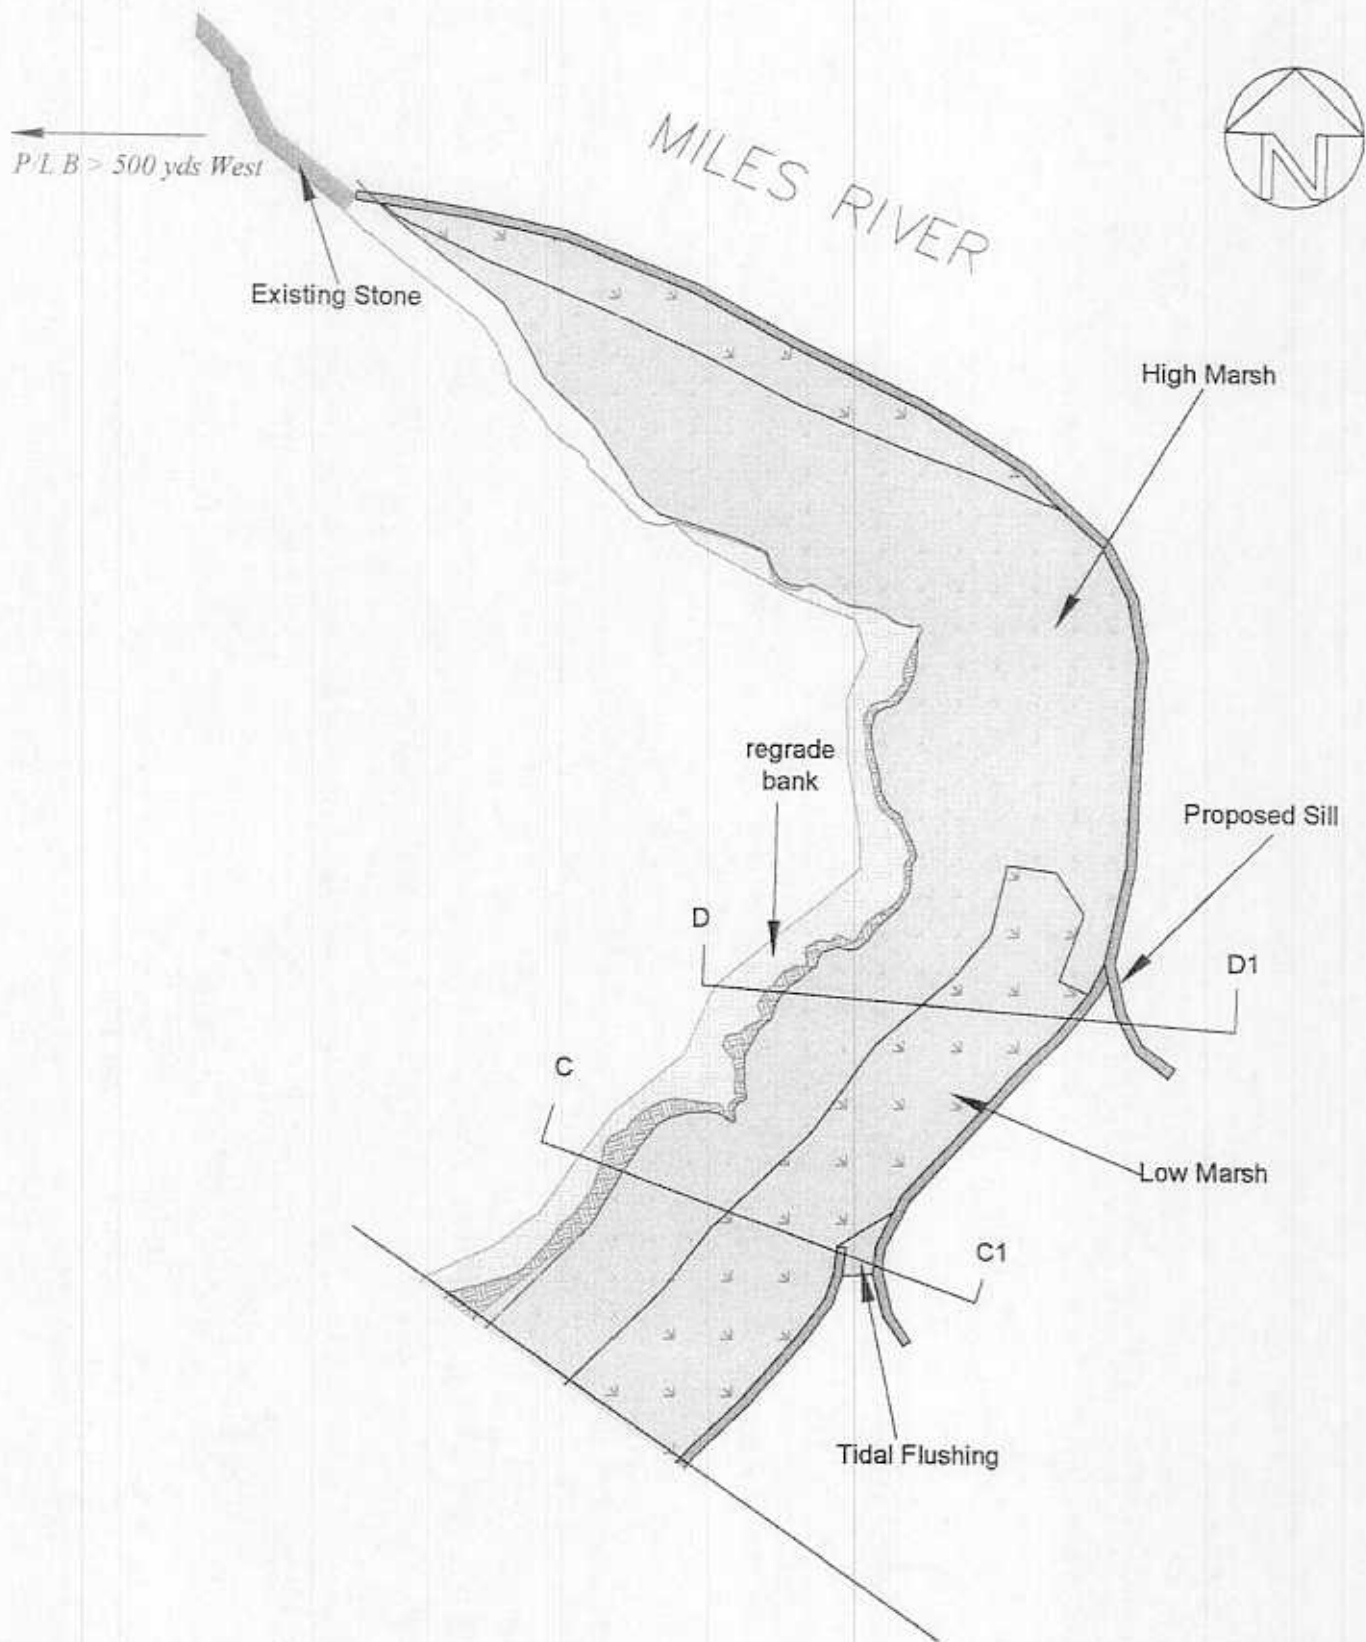 MILES RIVER
N
P/L B > 500 yds West
Existing Stone
High Marsh
regrade
bank
Proposed Sill
D
D1
C
Low Marsh
C1
Tidal Flushing